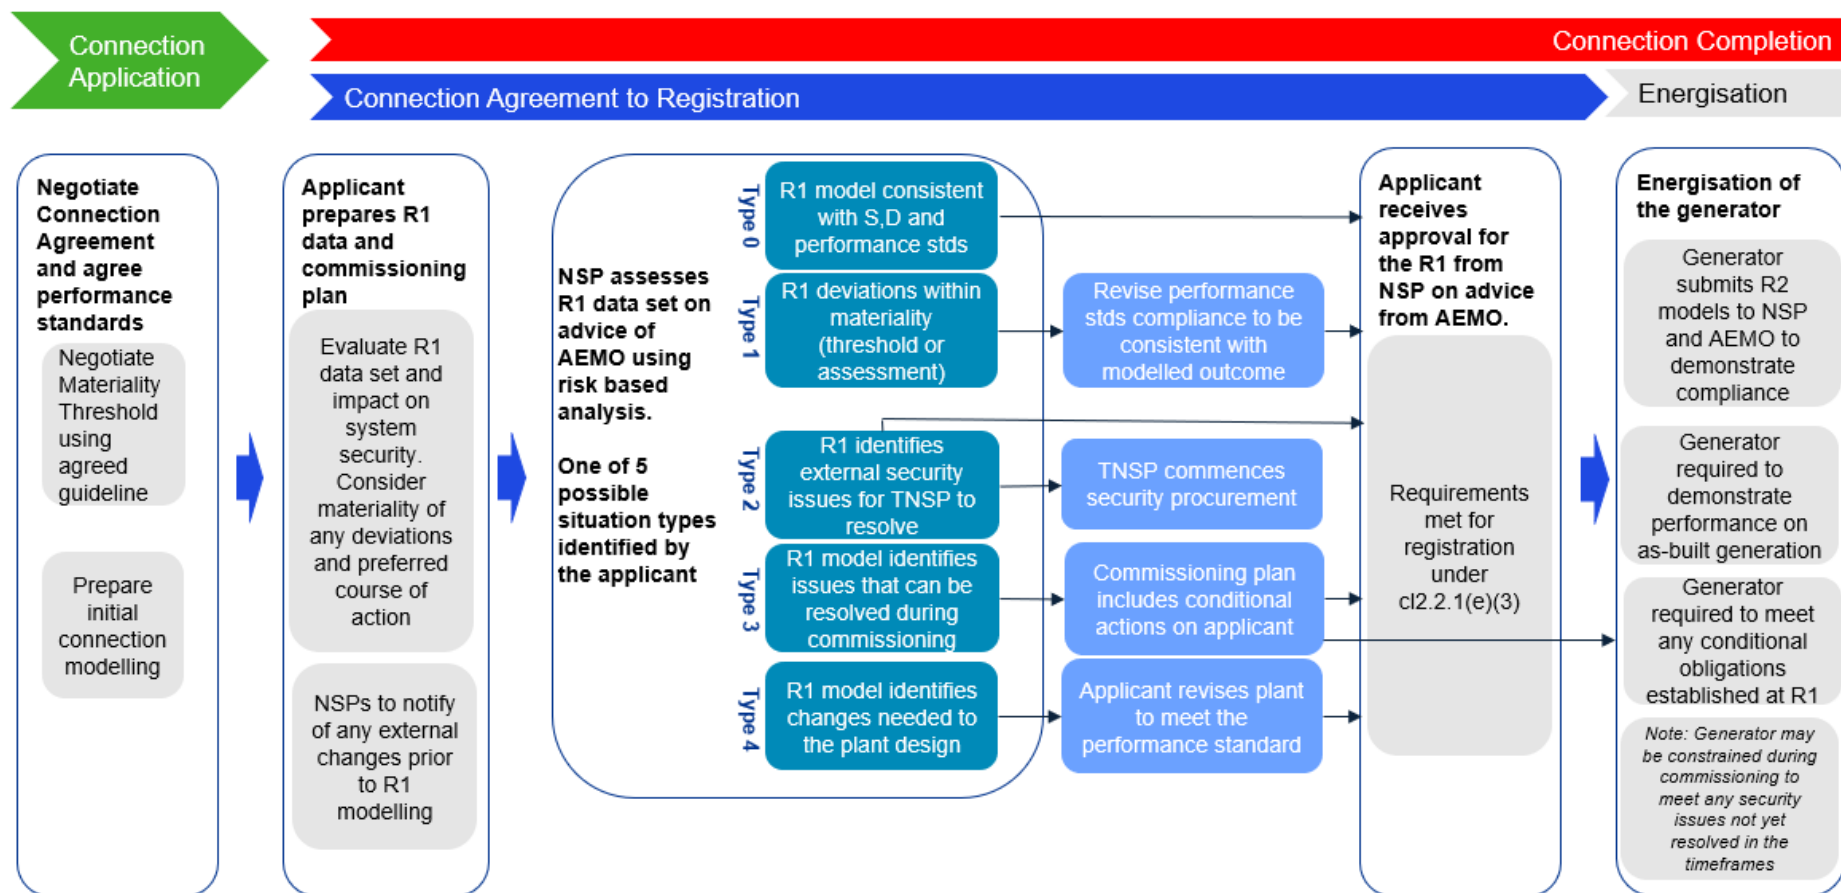 Connection
Application
Connection Completion
Connection Agreement to Registration
Energisation
Negotiate
Connection
Agreement
and agree
performance
standards
Negotiate
Materiality
Threshold
using
agreed
guideline
Prepare
initial
connection
modelling
Applicant
prepares R1
data and
commissioning
plan
Evaluate R1
data set and
impact on
system
security.
Consider
materiality of
any deviations
and preferred
course of
action
NSPs to notify
of any external
changes prior
to R1
modelling
NSP assesses
R1 data set on
advice of
AEMO using
risk based
analysis.
One of 5
possible
situation types
identified by
the applicant
Type 0
R1 model consistent
with S,D and
performance stds
Type 1
R1 deviations within
materiality
(threshold or
assessment)
Revise performance
stds compliance to be
consistent with
modelled outcome
Type 2
R1 identifies
external security
issues for TNSP to
resolve
TNSP commences
security procurement
Type 3
R1 model identifies
issues that can be
resolved during
commissioning
Commissioning plan
includes conditional
actions on applicant
Type 4
R1 model identifies
changes needed to
the plant design
Applicant revises plant
to meet the
performance standard
Applicant
receives
approval for
the R1 from
NSP on advice
from AEMO.
Requirements
met for
registration
under
cl2.2.1(e)(3)
Energisation of
the generator
Generator
submits R2
models to NSP
and AEMO to
demonstrate
compliance
Generator
required to
demonstrate
performance on
as-built generation
Generator
required to meet
any conditional
obligations
established at R1
Note: Generator may
be constrained during
commissioning to
meet any security
issues not yet
resolved in the
timeframes